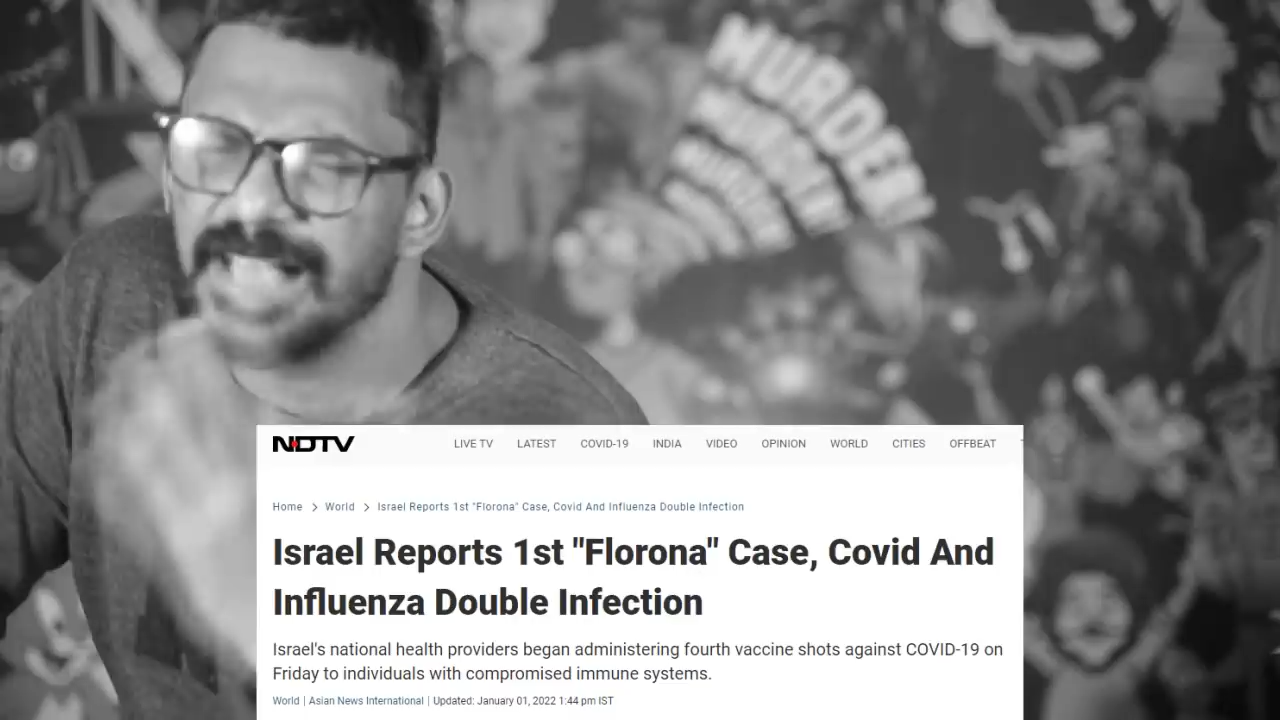 MURDER
NDTV
LIVE TV LATEST COVID-19 INDIA VIDEO OPINION WORLD CITIES OFFBEAT
Home > World > Israel Reports 1st "Florona" Case, Covid And Influenza Double Infection
Israel Reports 1st "Florona" Case, Covid And
Influenza Double Infection
Israel's national health providers began administering fourth vaccine shots against COVID-19 on
Friday to individuals with compromised immune systems.
World | Asian News International | Updated: January 01, 2022 1:44 pm IST